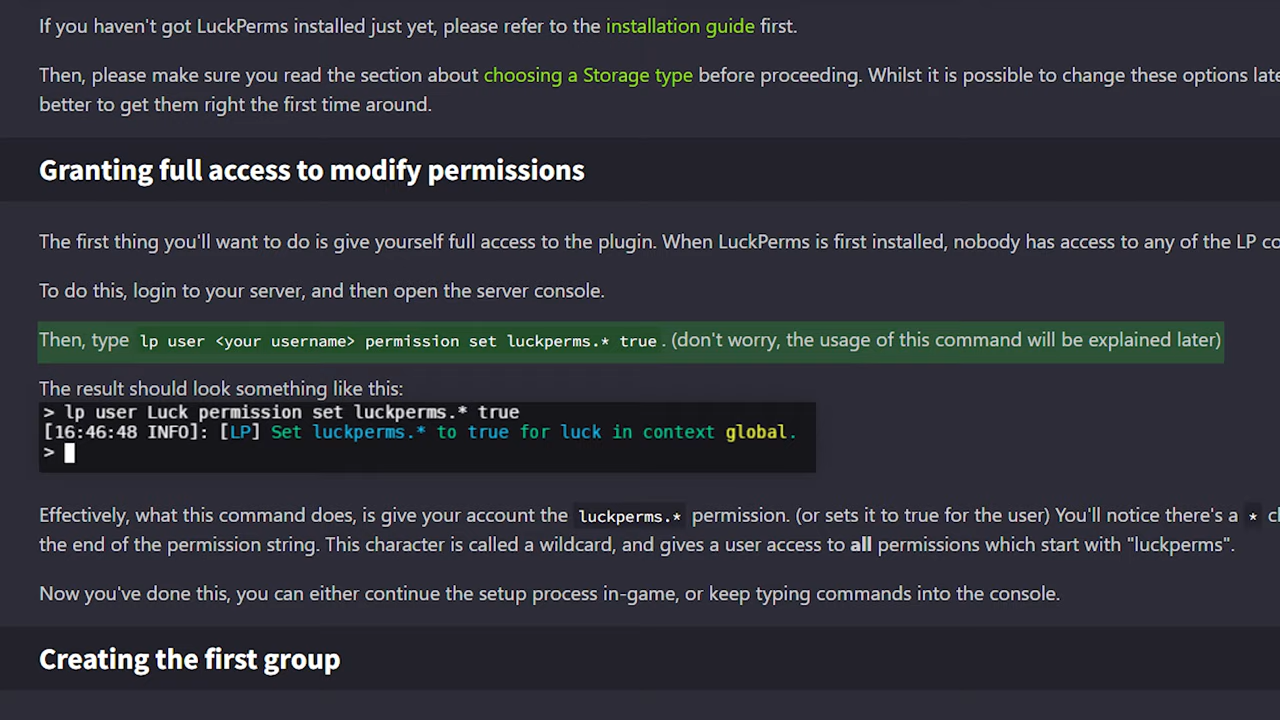 If you haven't got LuckPerms installed just yet, please refer to the installation guide first.
Then, please make sure you read the section about choosing a Storage type before proceeding. Whilst it is possible to change these options
better to get them right the first time around.
Granting full access to modify permissions
The first thing you'll want to do is give yourself full access to the plugin. When LuckPerms is first installed, nobody has access to any of the LP
To do this, login to your server, and then open the server console.
Then, type lp user <your username> permission set luckperms.* true. (don't worry, the usage of this command will be explained later)
The result should look something like this:
> lp user Luck permission set luckperms.* true
[16:46:48 INFO]: [LP] Set luckperms.* to true for luck in context global.
>
Effectively, what this command does, is give your account the luckperms.* permission. (or sets it to true for the user) You'll notice there's a *
the end of the permission string. This character is called a wildcard, and gives a user access to all permissions which start with "luckperms".
Now you've done this, you can either continue the setup process in-game, or keep typing commands into the console.
Creating the first group